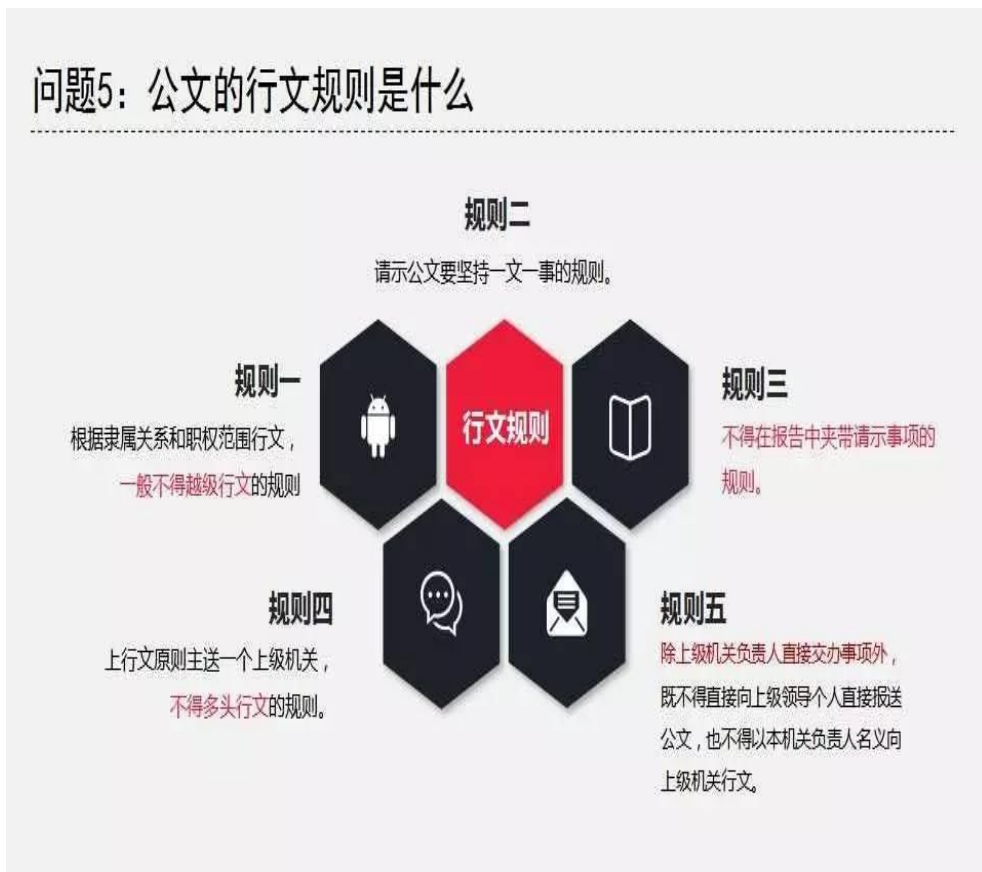 问题5：公文的行文规则是什么
规则二
请示公文要坚持一文一事的规则。
规则一
根据隶属关系和职权范围行文，
一般不得越级行文的规则
行文规则
规则三
不得在报告中夹带请示事项的
规则。
规则四
上行文原则主送一个上级机关，
不得多头行文的规则。
规则五
除上级机关负责人直接交办事项外，
既不得直接向上级领导个人直接报送
公文，也不得以本机关负责人名义向
上级机关行文。